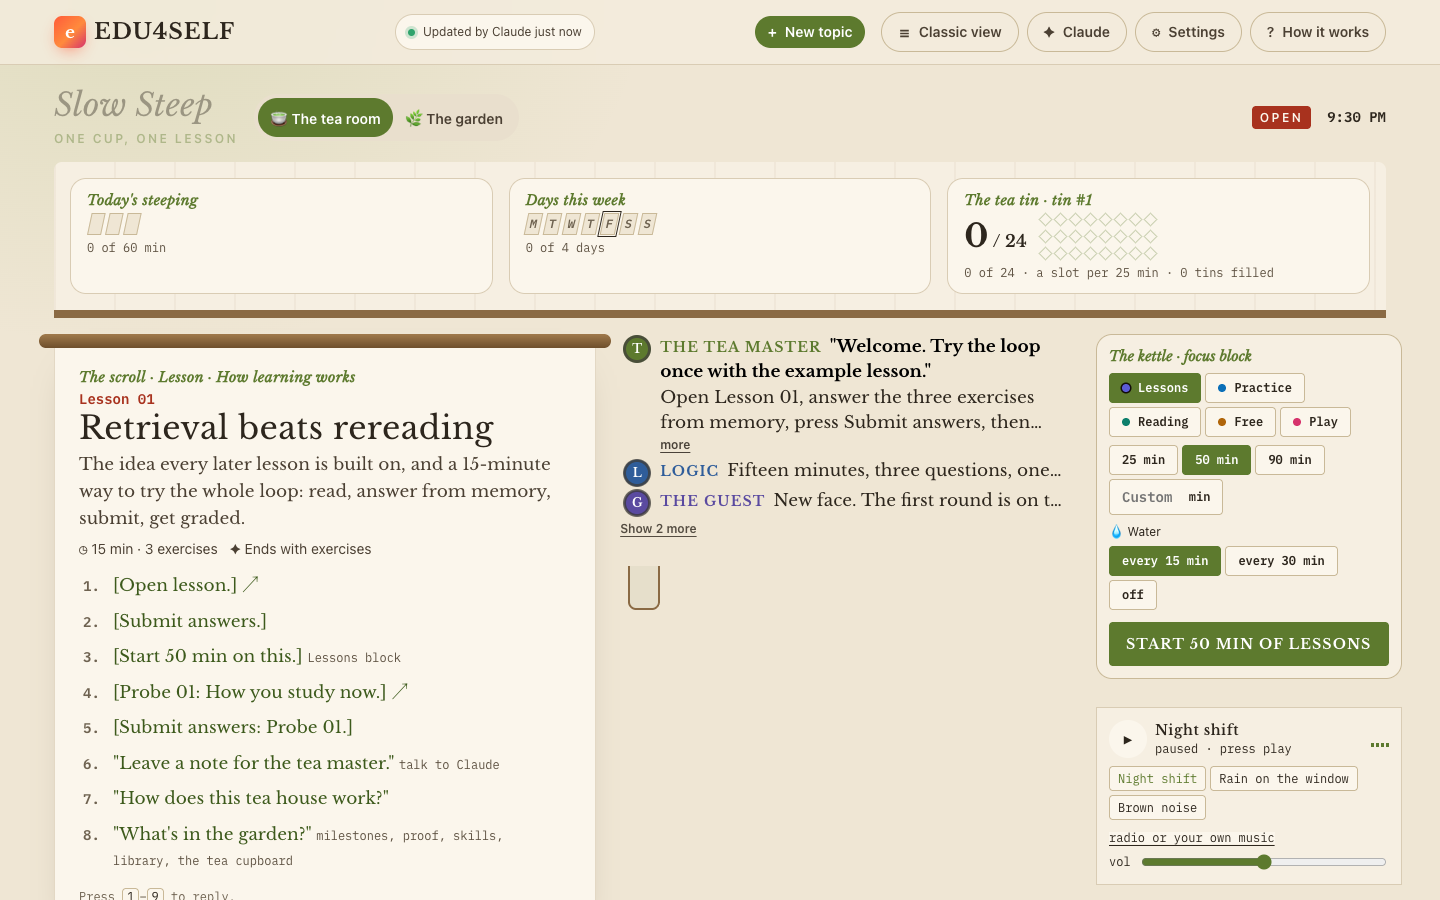 e EDU4SELF
Updated by Claude just now
+ New topic
≡ Classic view
✦ Claude
⚙ Settings
? How it works
Slow Steep
ONE CUP, ONE LESSON
🍵 The tea room
🌿 The garden
OPEN
9:30 PM
Today's steeping
0 of 60 min
Days this week
M T W T F S S
0 of 4 days
The tea tin · tin #1
0 / 24
0 of 24 · a slot per 25 min · 0 tins filled
The scroll · Lesson · How learning works
Lesson 01
Retrieval beats rereading
The idea every later lesson is built on, and a 15-minute
way to try the whole loop: read, answer from memory,
submit, get graded.
◷ 15 min · 3 exercises ✦ Ends with exercises
1. [Open lesson.] ↗
2. [Submit answers.]
3. [Start 50 min on this.] Lessons block
4. [Probe 01: How you study now.] ↗
5. [Submit answers: Probe 01.]
6. "Leave a note for the tea master." talk to Claude
7. "How does this tea house work?"
8. "What's in the garden?" milestones, proof, skills,
library, the tea cupboard
Press 1–9 to reply.
T THE TEA MASTER "Welcome. Try the loop
once with the example lesson."
Open Lesson 01, answer the three exercises
from memory, press Submit answers, then…
more
L LOGIC Fifteen minutes, three questions, one…
G THE GUEST New face. The first round is on t…
Show 2 more
The kettle · focus block
Lessons
Practice
Reading
Free
Play
25 min
50 min
90 min
Custom min
💧 Water
every 15 min
every 30 min
off
START 50 MIN OF LESSONS
▶ Night shift
paused · press play
Night shift
Rain on the window
Brown noise
radio or your own music
vol